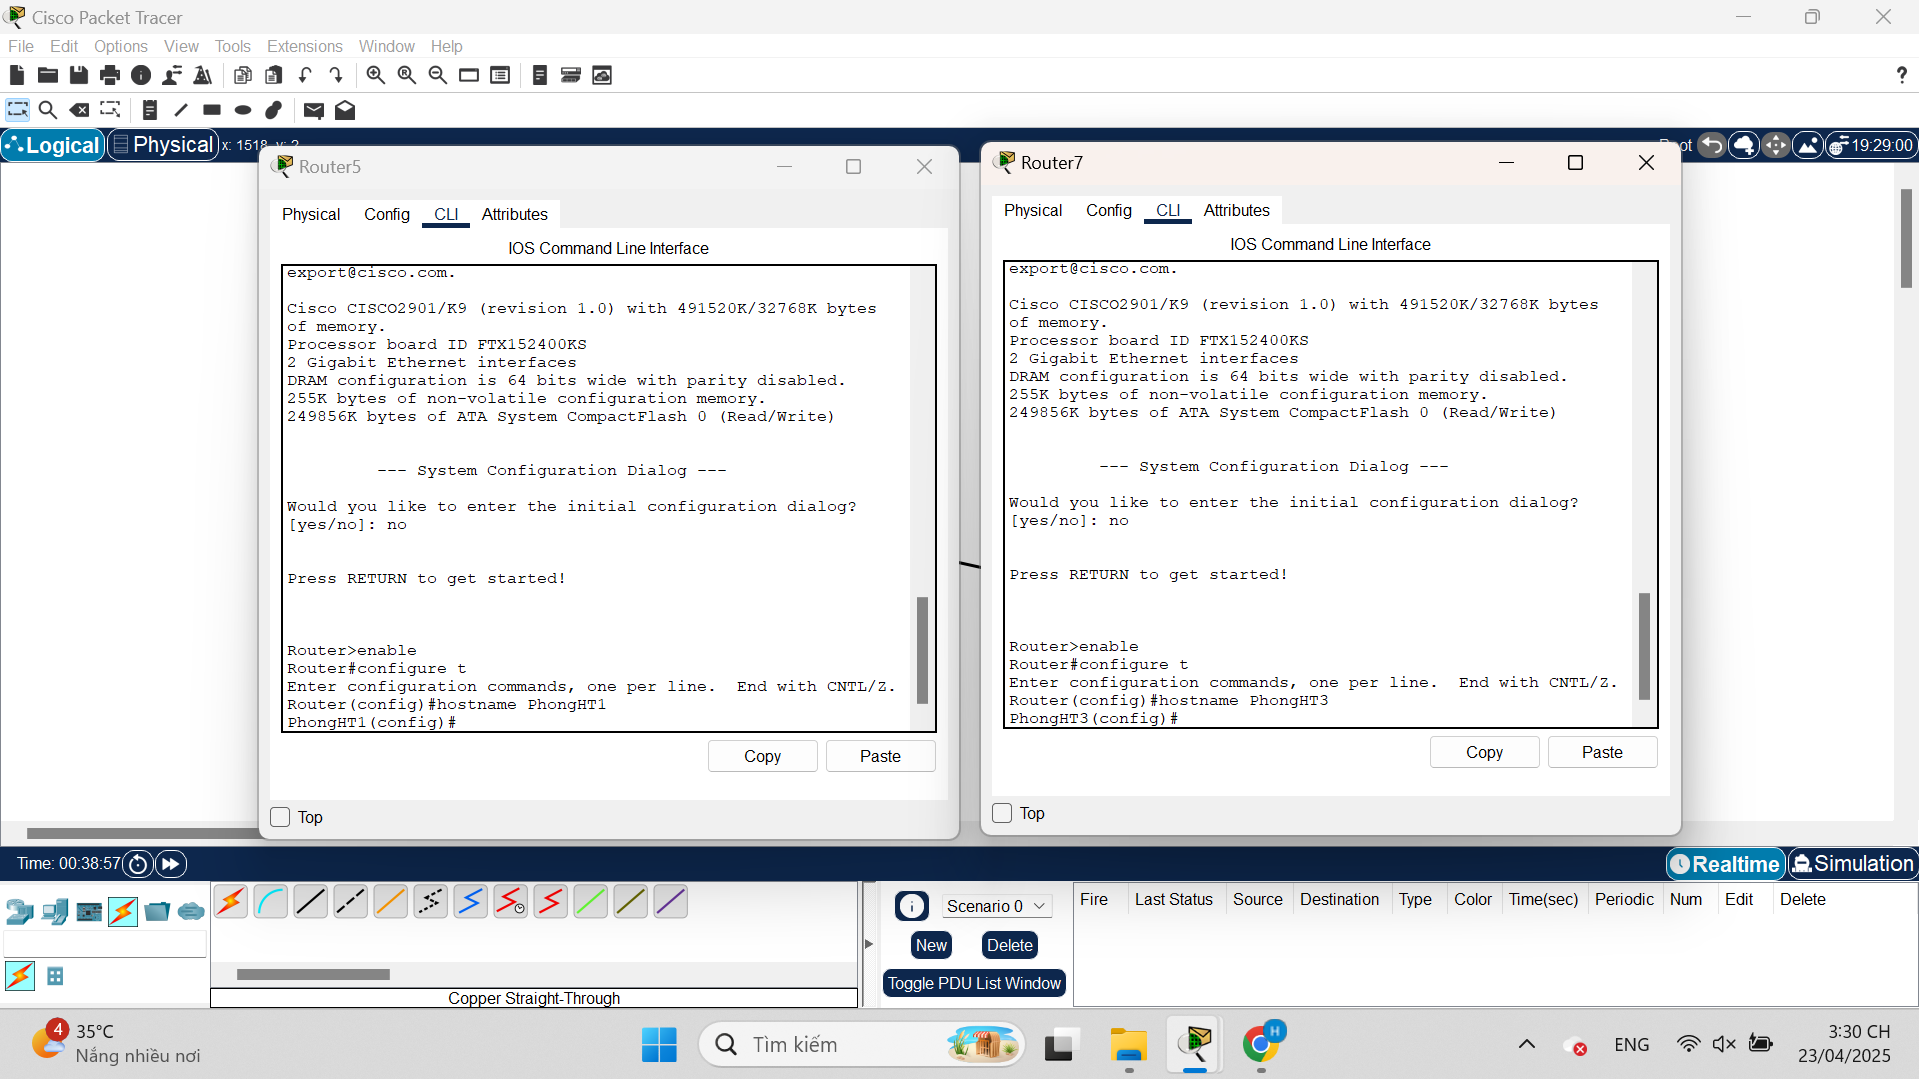 Cisco Packet Tracer
File Edit Options View Tools Extensions Window Help
?
Logical Physical x: 1518
19:29:00
Router5
Physical Config CLI Attributes
IOS Command Line Interface
export@cisco.com.
Cisco CISCO2901/K9 (revision 1.0) with 491520K/32768K bytes
of memory.
Processor board ID FTX152400KS
2 Gigabit Ethernet interfaces
DRAM configuration is 64 bits wide with parity disabled.
255K bytes of non-volatile configuration memory.
249856K bytes of ATA System CompactFlash 0 (Read/Write)
--- System Configuration Dialog ---
Would you like to enter the initial configuration dialog?
[yes/no]: no
Press RETURN to get started!
Router>enable
Router#configure t
Enter configuration commands, one per line. End with CNTL/Z.
Router(config)#hostname PhongHT1
PhongHT1(config)#
Copy Paste
Top
Router7
Physical Config CLI Attributes
IOS Command Line Interface
export@cisco.com.
Cisco CISCO2901/K9 (revision 1.0) with 491520K/32768K bytes
of memory.
Processor board ID FTX152400KS
2 Gigabit Ethernet interfaces
DRAM configuration is 64 bits wide with parity disabled.
255K bytes of non-volatile configuration memory.
249856K bytes of ATA System CompactFlash 0 (Read/Write)
--- System Configuration Dialog ---
Would you like to enter the initial configuration dialog?
[yes/no]: no
Press RETURN to get started!
Router>enable
Router#configure t
Enter configuration commands, one per line. End with CNTL/Z.
Router(config)#hostname PhongHT3
PhongHT3(config)#
Copy Paste
Top
Time: 00:38:57
Realtime Simulation
Scenario 0
New Delete
Toggle PDU List Window
Fire Last Status Source Destination Type Color Time(sec) Periodic Num Edit Delete
Copper Straight-Through
4
35°C
Nắng nhiều nơi
Tìm kiếm
H
ENG
3:30 CH
23/04/2025